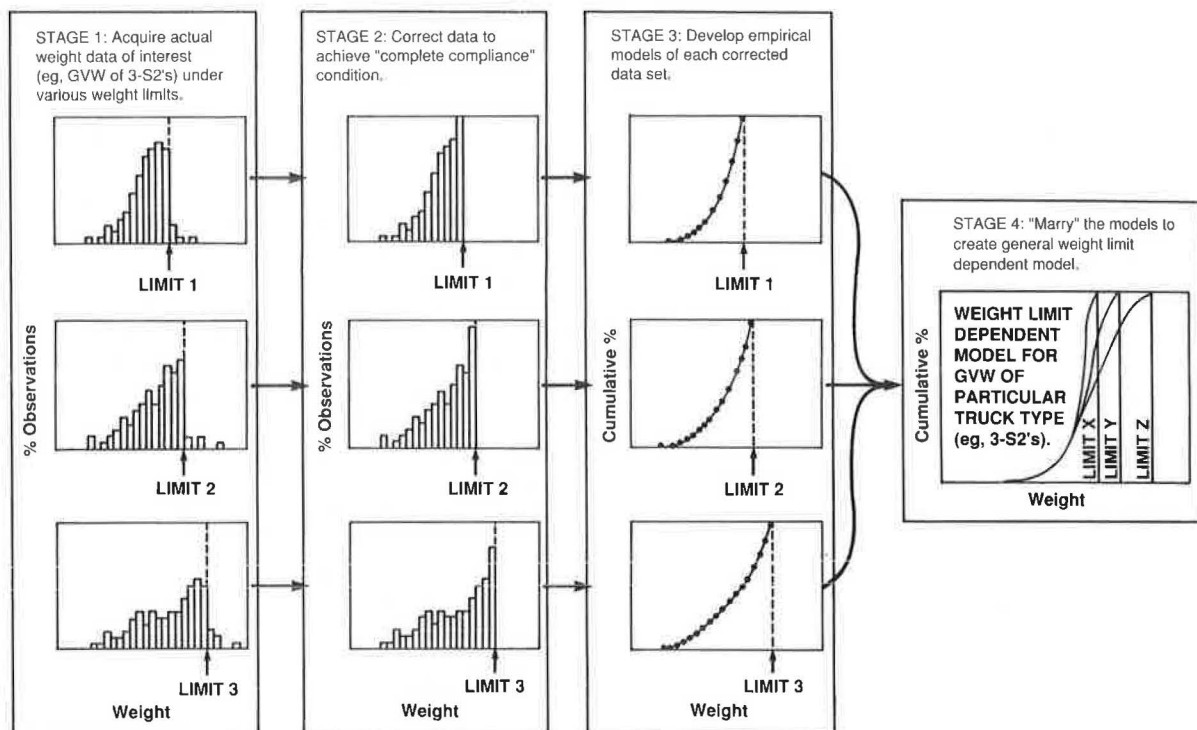 STAGE 1: Acquire actual
weight data of interest
(eg, GVW of 3-S2's) under
various weight limits.
LIMIT 1
LIMIT 2
LIMIT 3
% Observations
Weight
STAGE 2: Correct data to
achieve "complete compliance"
condition.
LIMIT 1
LIMIT 2
LIMIT 3
% Observations
Weight
STAGE 3: Develop empirical
models of each corrected
data set.
LIMIT 1
LIMIT 2
LIMIT 3
Cumulative %
Weight
STAGE 4: "Marry" the models to
create general weight limit
dependent model.
WEIGHT LIMIT
DEPENDENT
MODEL FOR
GVW OF
PARTICULAR
TRUCK TYPE
(eg, 3-S2's).
LIMIT X
LIMIT Y
LIMIT Z
Cumulative %
Weight